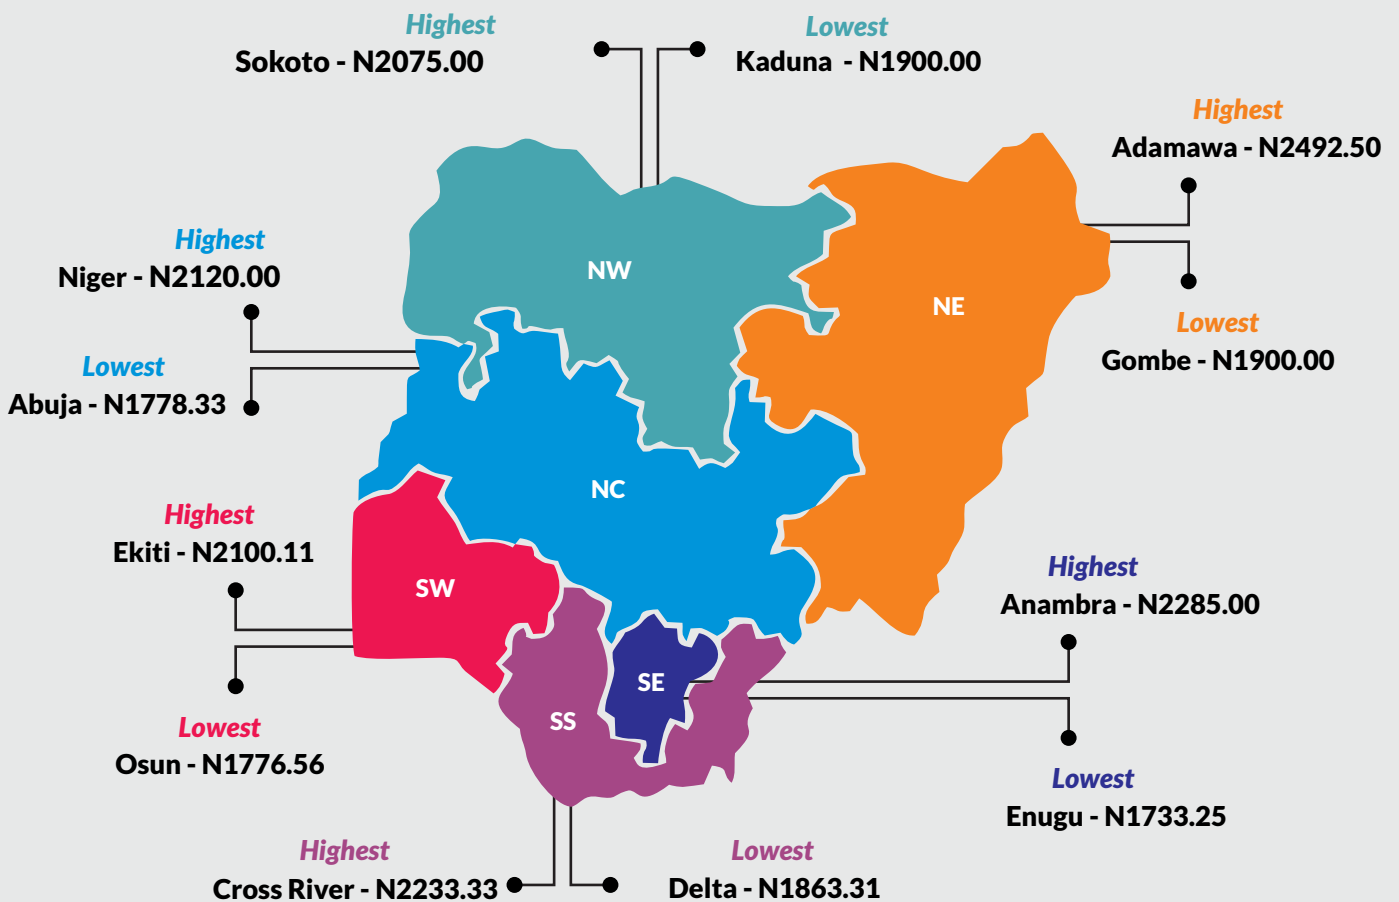 Highest
Sokoto - N2075.00
Lowest
Kaduna - N1900.00
Highest
Adamawa - N2492.50
Lowest
Gombe - N1900.00
Highest
Niger - N2120.00
Lowest
Abuja - N1778.33
NW
NE
NC
SW
SS
SE
Highest
Ekiti - N2100.11
Lowest
Osun - N1776.56
Highest
Anambra - N2285.00
Lowest
Enugu - N1733.25
Highest
Cross River - N2233.33
Lowest
Delta - N1863.31